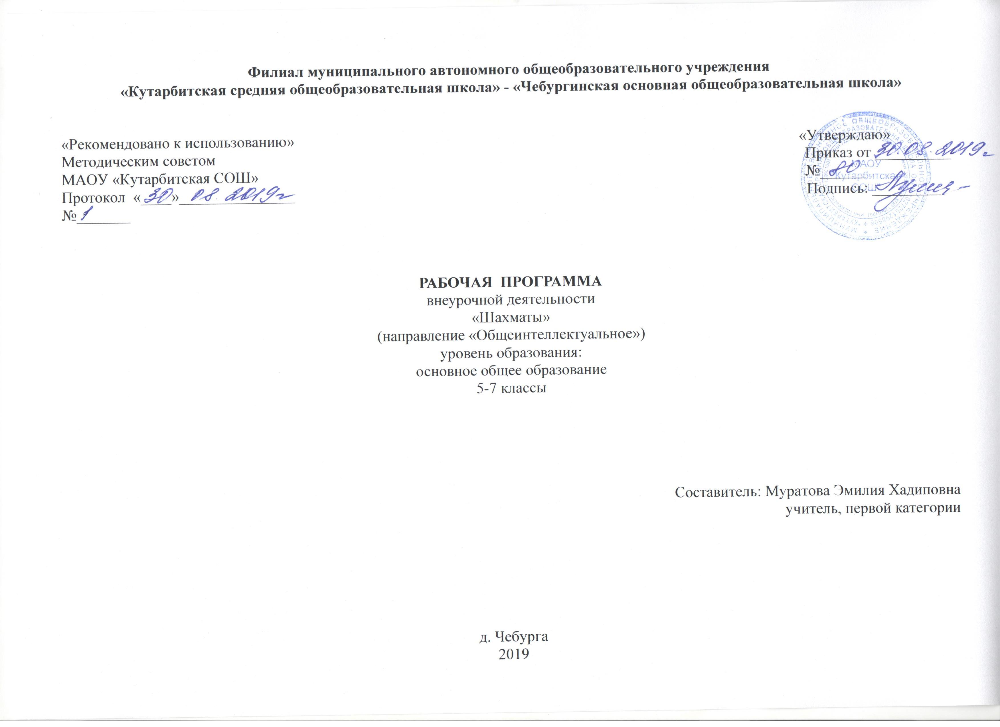 Филиал муниципального автономного общеобразовательного учреждения
«Кутарбитская средняя общеобразовательная школа» - «Чебургинская основная общеобразовательная школа»
«Рекомендовано к использованию»
Методическим советом
МАОУ «Кутарбитская СОШ»
Протокол «30» 08. 2019г
№ 1
«Утверждаю»
Приказ от 30.08.2019г
№ 80
Подпись:
МАОУ
"Кутарбитская
СОШ"
РАБОЧАЯ ПРОГРАММА
внеурочной деятельности
«Шахматы»
(направление «Общеинтеллектуальное»)
уровень образования:
основное общее образование
5-7 классы
Составитель: Муратова Эмилия Хадиповна
учитель, первой категории
д. Чебурга
2019